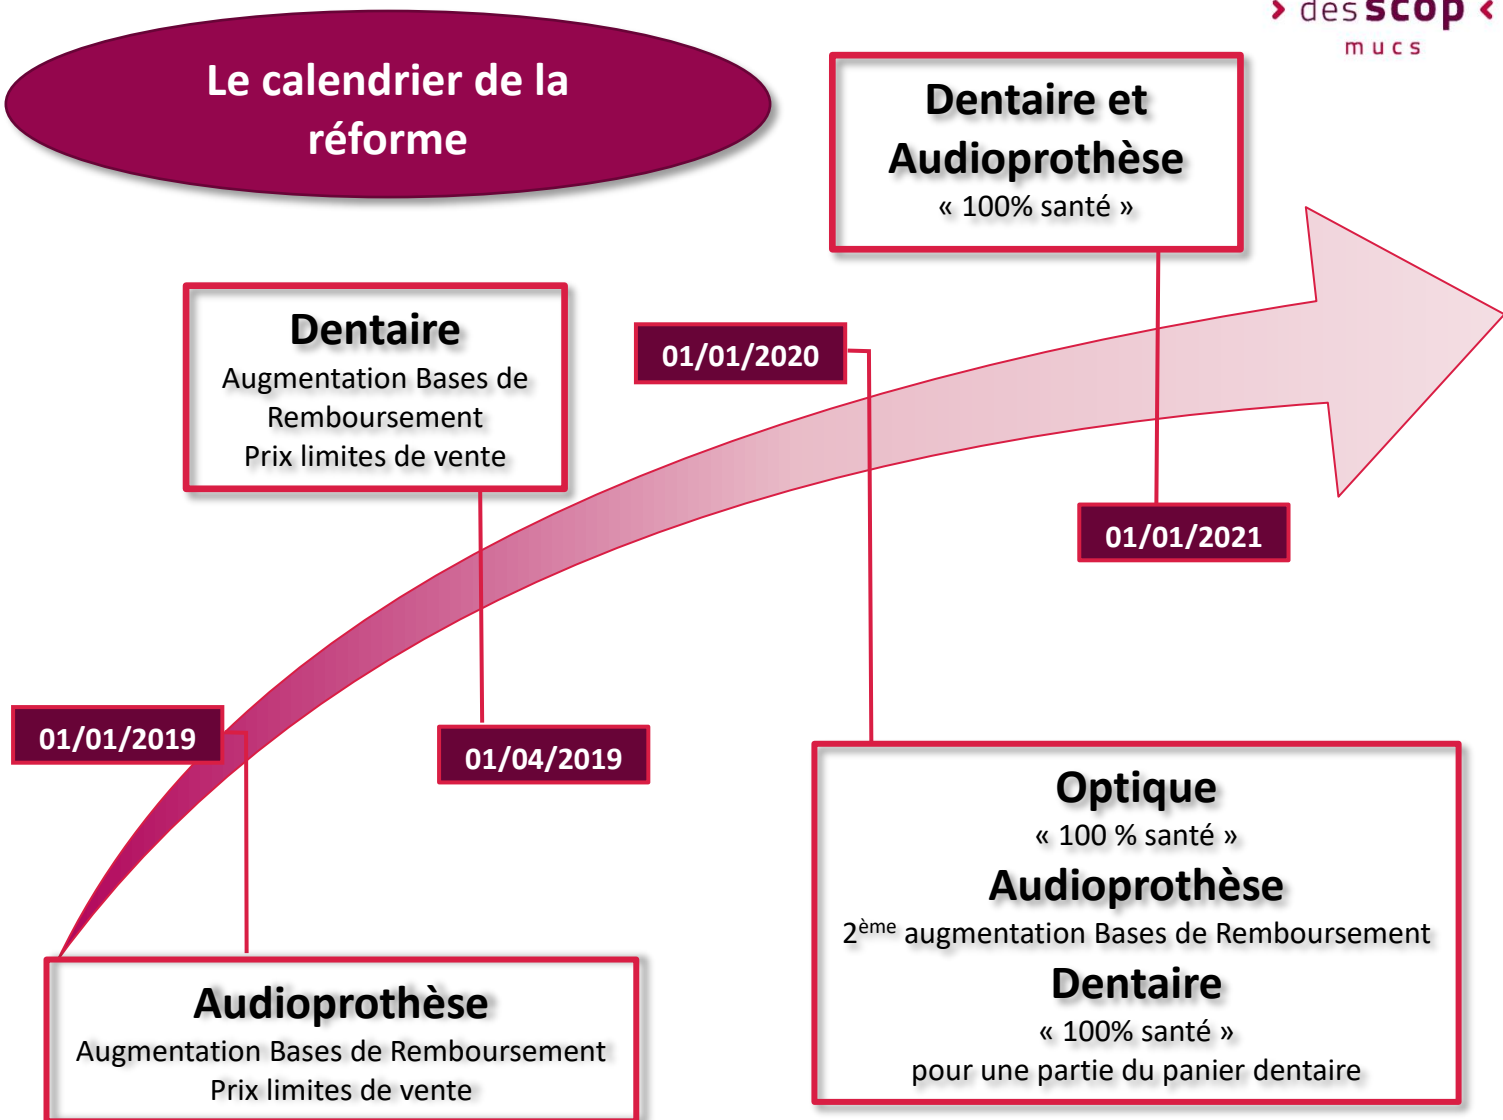 > des scop <
mucs
Le calendrier de la
réforme
Dentaire et
Audioprothèse
« 100% santé »
Dentaire
Augmentation Bases de
Remboursement
Prix limites de vente
01/01/2020
01/01/2021
01/01/2019
01/04/2019
Optique
« 100 % santé »
Audioprothèse
2ème augmentation Bases de Remboursement
Dentaire
« 100% santé »
pour une partie du panier dentaire
Audioprothèse
Augmentation Bases de Remboursement
Prix limites de vente